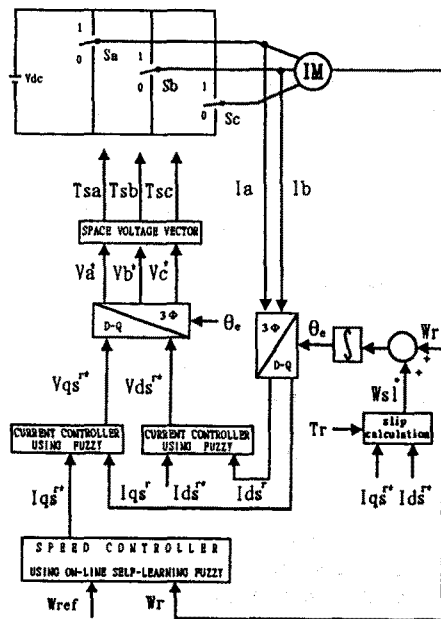 1
Sa
0
1
Vdc
Sb
0
1
Sc
0
IM
Tsa Tsb Tsc
Ia
Ib
SPACE VOLTAGE VECTOR
Va* Vb* Vc*
3Φ
D-Q
θe
3Φ
D-Q
θe
∫
Wr
+
+
Wsl*
Vqs^r*
Vds^r*
Tr
slip
calculation
CURRENT CONTROLLER
USING FUZZY
CURRENT CONTROLLER
USING FUZZY
Iqs^r*
Iqs^r
Ids^r*
Ids^r
Iqs^r*
Ids^r*
SPEED CONTROLLER
USING ON-LINE SELF-LEARNING FUZZY
Wref
Wr